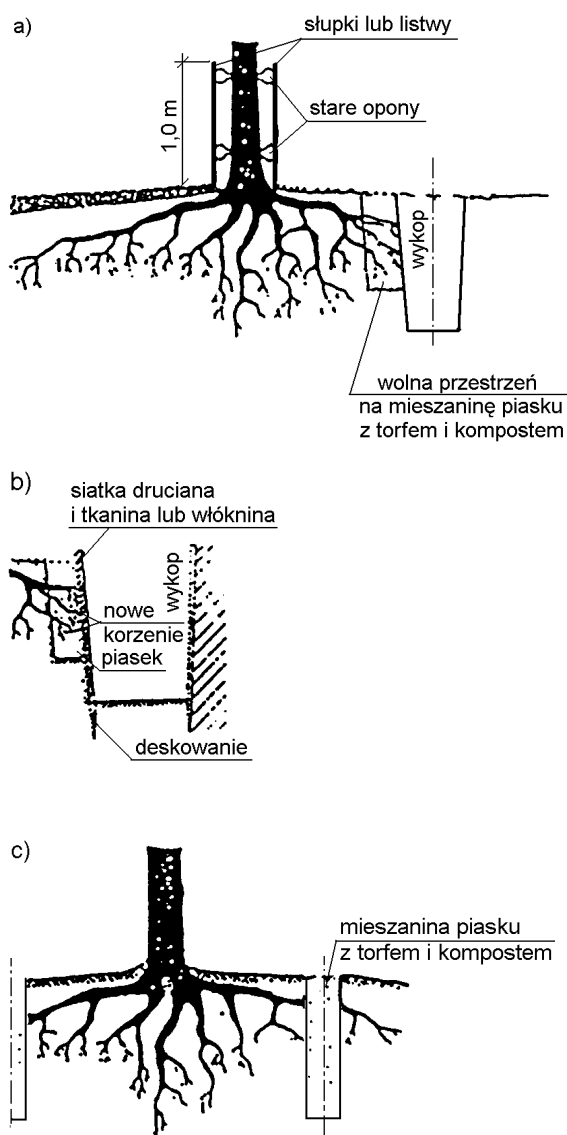 a)
słupki lub listwy
stare opony
1,0 m
wykop
wolna przestrzeń
na mieszaninę piasku
z torfem i kompostem
b)
siatka druciana
i tkanina lub włóknina
wykop
nowe
korzenie
piasek
deskowanie
c)
mieszanina piasku
z torfem i kompostem